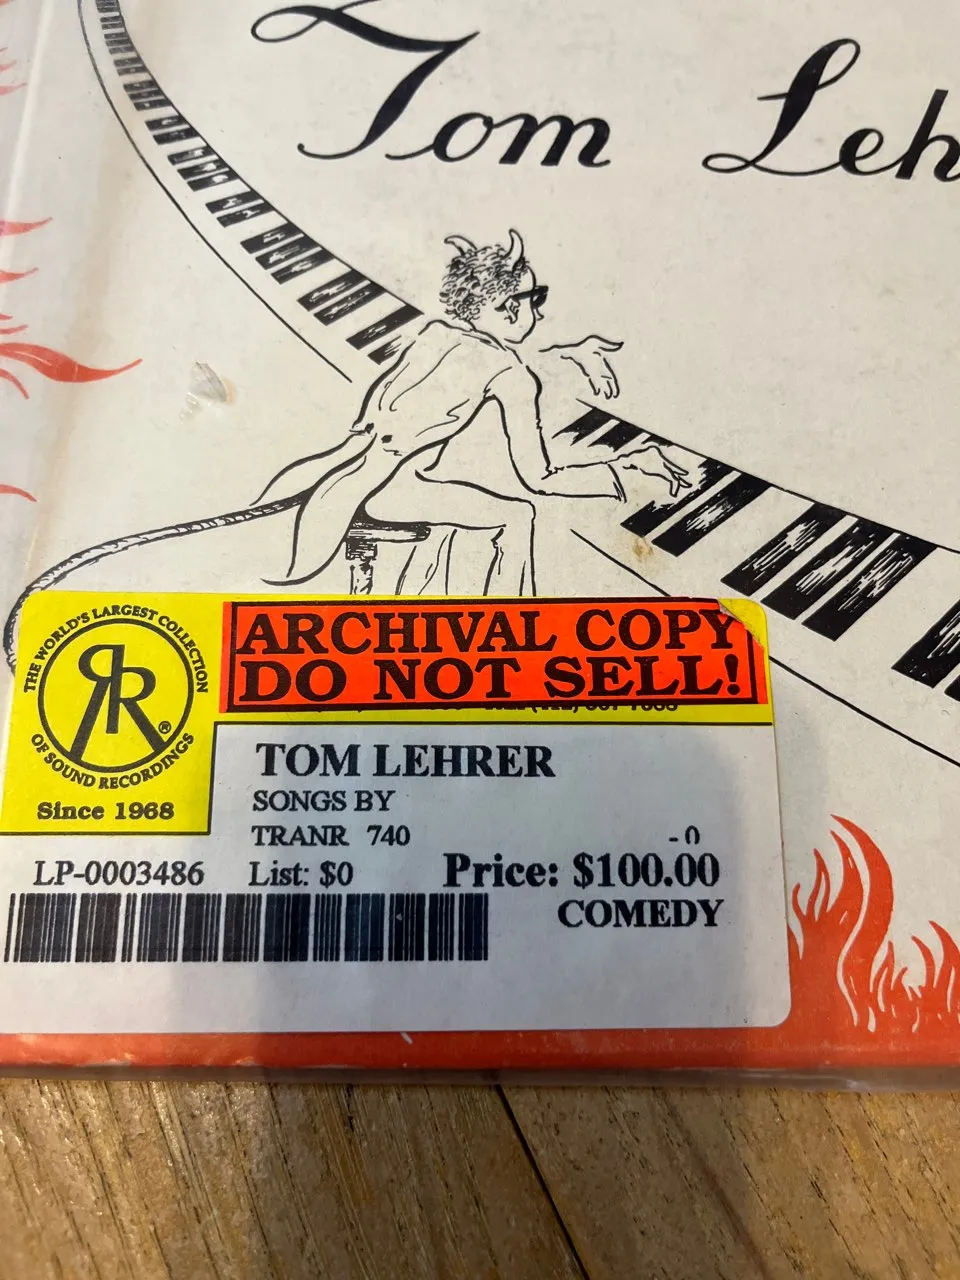 Tom Leh
THE WORLD'S LARGEST COLLECTION
RR®
OF SOUND RECORDINGS
Since 1968
ARCHIVAL COPY
DO NOT SELL!
TOM LEHRER
SONGS BY
TRANR 740 - 0
LP-0003486 List: $0 Price: $100.00
COMEDY